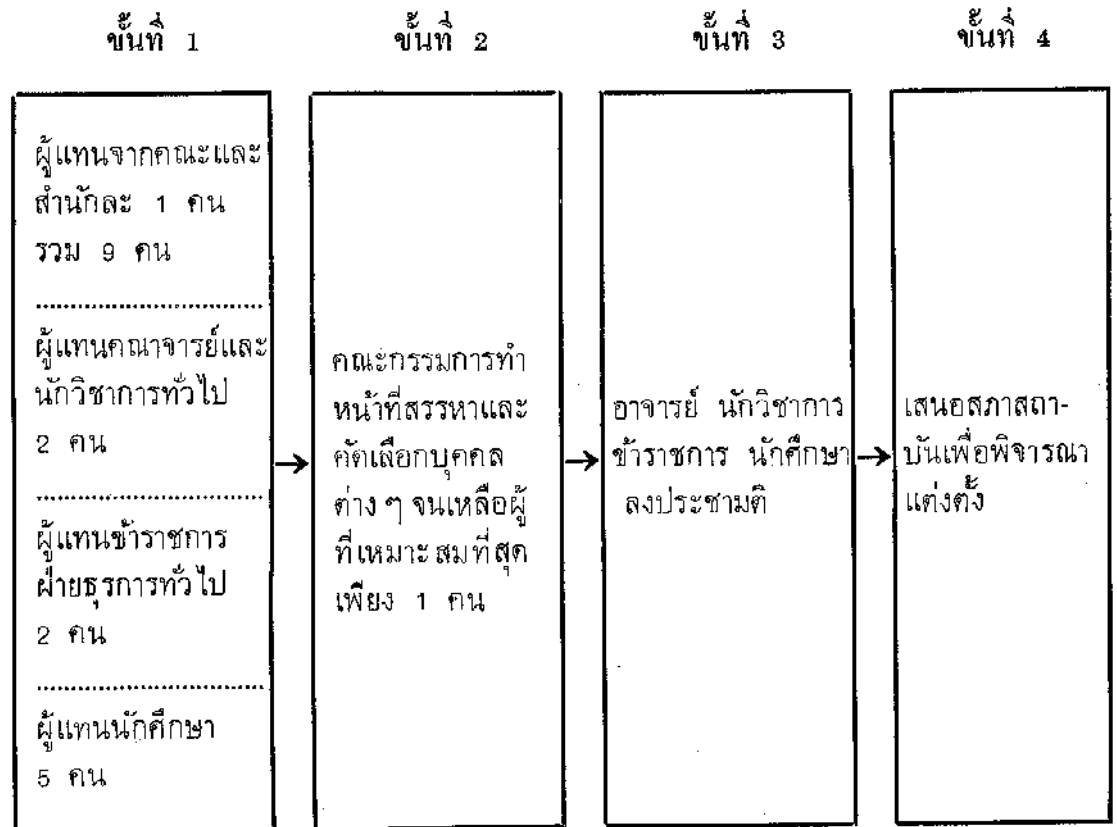 ขั้นที่ 1
ขั้นที่ 2
ขั้นที่ 3
ขั้นที่ 4
ผู้แทนจากคณะและ
สำนักละ 1 คน
รวม 9 คน
ผู้แทนคณาจารย์และ
นักวิชาการทั่วไป
2 คน
ผู้แทนข้าราชการ
ฝ่ายธุรการทั่วไป
2 คน
ผู้แทนนักศึกษา
5 คน
คณะกรรมการทำ
หน้าที่สรรหาและ
คัดเลือกบุคคล
ต่าง ๆ จนเหลือผู้
ที่เหมาะสมที่สุด
เพียง 1 คน
อาจารย์ นักวิชาการ
ข้าราชการ นักศึกษา
ลงประชามติ
เสนอสภาสถา-
บันเพื่อพิจารณา
แต่งตั้ง